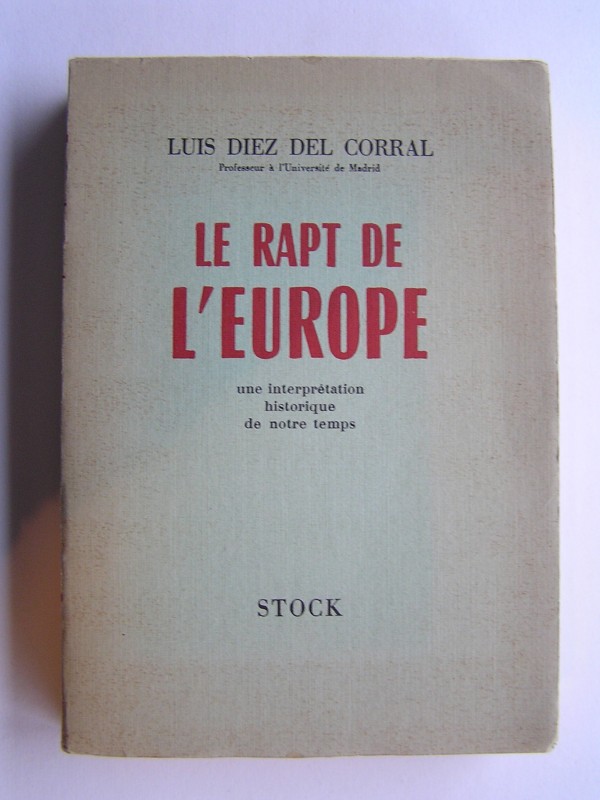 LUIS DIEZ DEL CORRAL
Professeur à l'Université de Madrid
LE RAPT DE
L'EUROPE
une interprétation
historique
de notre temps
STOCK